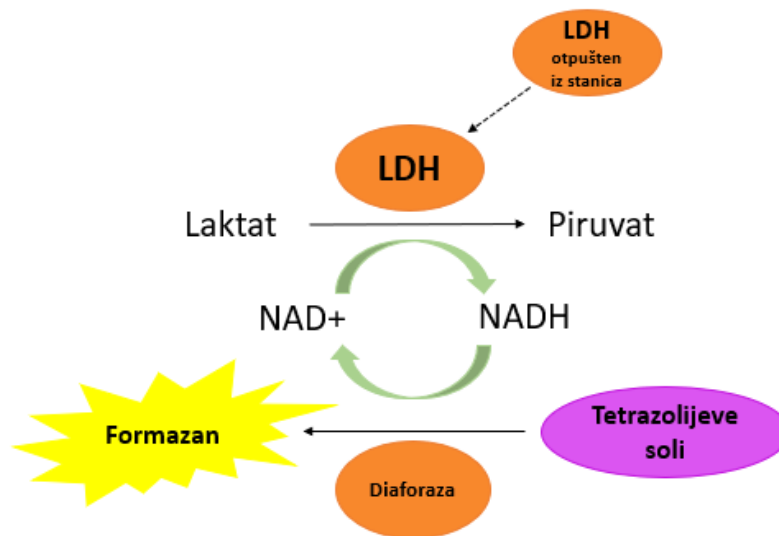 LDH
otpušten
iz stanica
LDH
Laktat
Piruvat
NAD+
NADH
Formazan
Tetrazolijeve
soli
Diaforaza